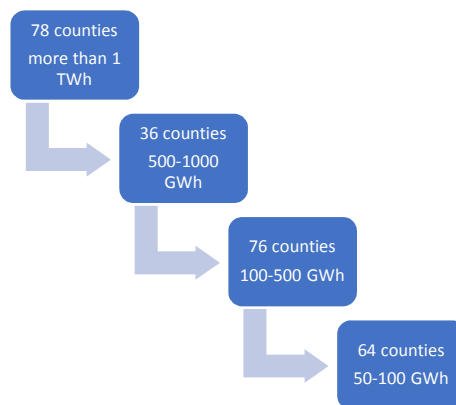 78 counties
more than 1
TWh
36 counties
500-1000
GWh
76 counties
100-500 GWh
64 counties
50-100 GWh